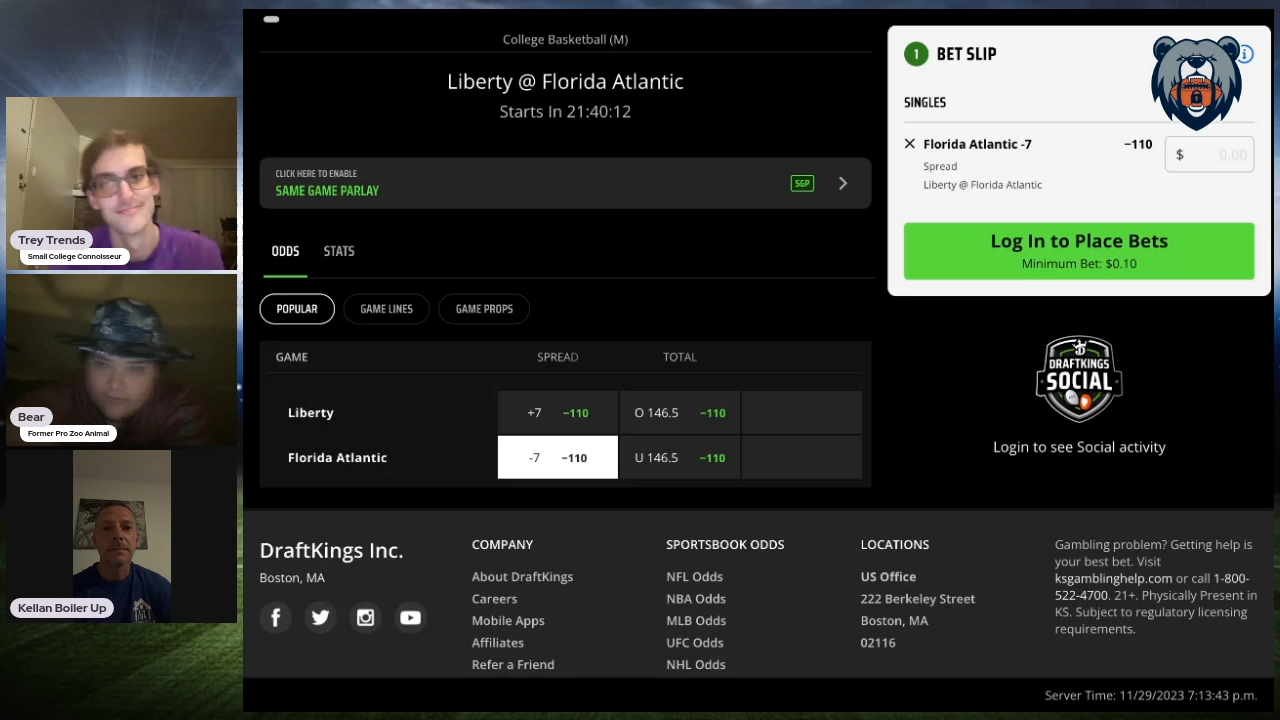 Trey Trends
Small College Connoisseur
Bear
Former Pro Zoo Animal
Kellan Boiler Up
College Basketball (M)
Liberty @ Florida Atlantic
Starts In 21:40:12
CLICK HERE TO ENABLE
SAME GAME PARLAY
SGP
ODDS STATS
POPULAR GAME LINES GAME PROPS
GAME SPREAD TOTAL
Liberty +7 −110 O 146.5 −110
Florida Atlantic -7 −110 U 146.5 −110
1 BET SLIP
SINGLES
Florida Atlantic -7 −110 $ 0.00
Spread
Liberty @ Florida Atlantic
Log In to Place Bets
Minimum Bet: $0.10
DRAFTKINGS
SOCIAL
Login to see Social activity
DraftKings Inc.
Boston, MA
COMPANY
About DraftKings
Careers
Mobile Apps
Affiliates
Refer a Friend
SPORTSBOOK ODDS
NFL Odds
NBA Odds
MLB Odds
UFC Odds
NHL Odds
LOCATIONS
US Office
222 Berkeley Street
Boston, MA
02116
Gambling problem? Getting help is
your best bet. Visit
ksgamblinghelp.com or call 1-800-
522-4700. 21+. Physically Present in
KS. Subject to regulatory licensing
requirements.
Server Time: 11/29/2023 7:13:43 p.m.